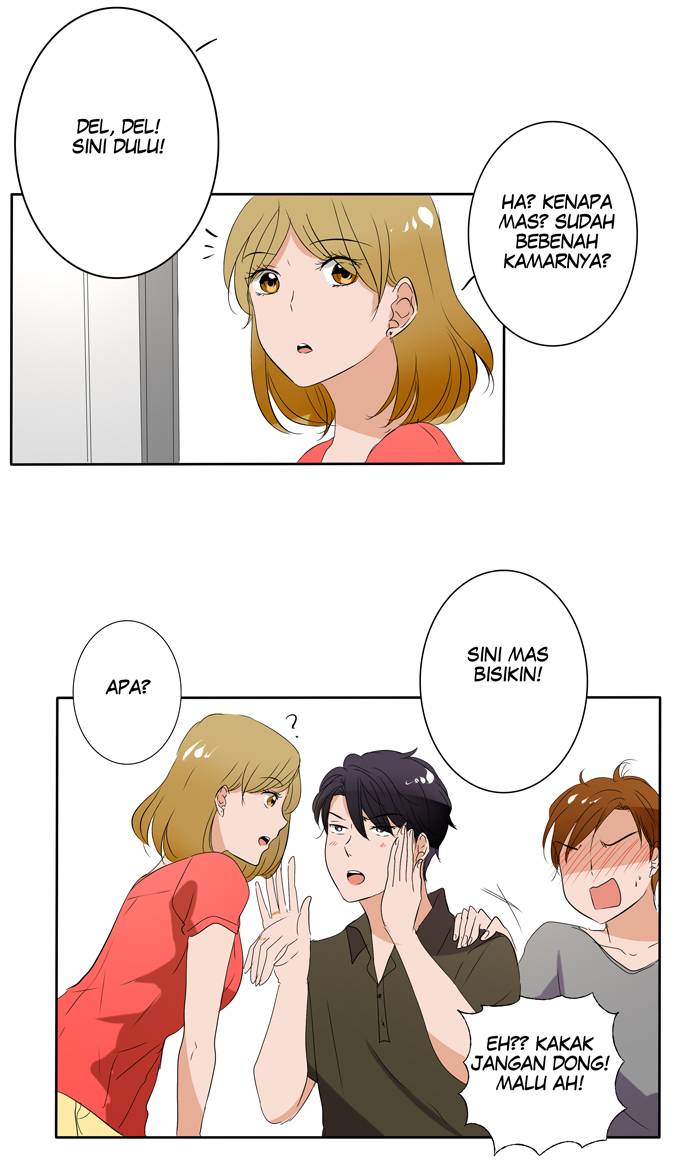 DEL, DEL!
SINI DULU!
HA? KENAPA
MAS? SUDAH
BEBENAH
KAMARNYA?
SINI MAS
BISIKIN!
APA?
?
EH?? KAKAK
JANGAN DONG!
MALU AH!